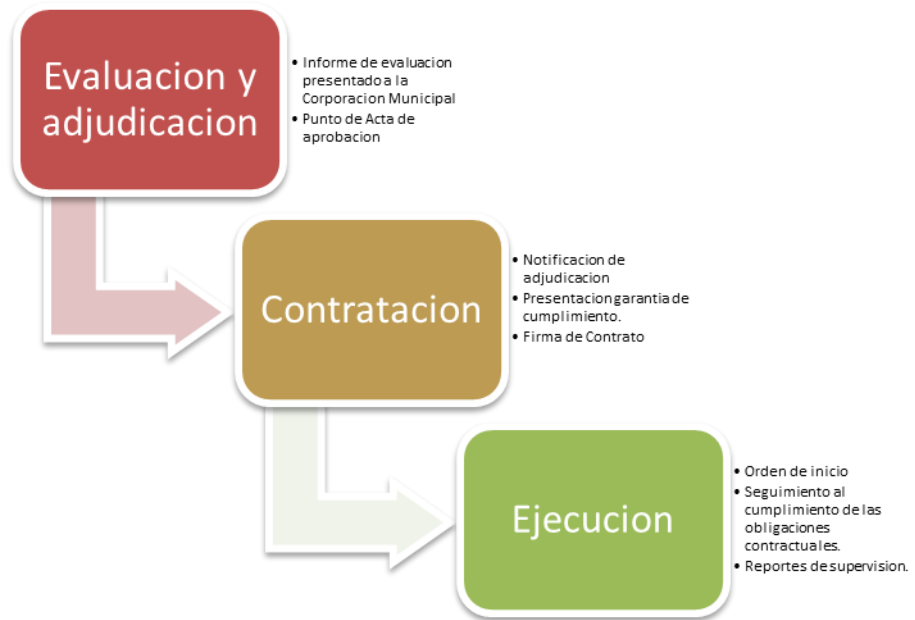 Evaluacion y
adjudicacion
• Informe de evaluacion
presentado a la
Corporacion Municipal
• Punto de Acta de
aprobacion
Contratacion
• Notificacion de
adjudicacion
• Presentacion garantia de
cumplimiento.
• Firma de Contrato
Ejecucion
• Orden de inicio
• Seguimiento al
cumplimiento de las
obligaciones
contractuales.
• Reportes de supervision.